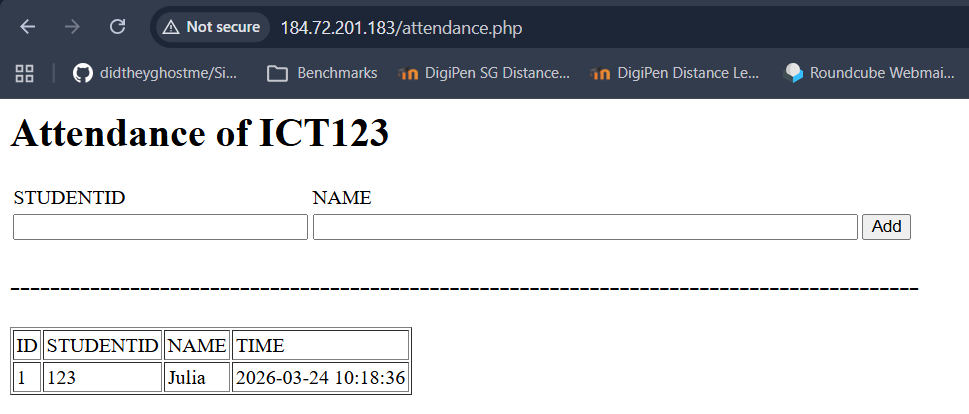 Not secure 184.72.201.183/attendance.php
didtheyghostme/Si... Benchmarks DigiPen SG Distance... DigiPen Distance Le... Roundcube Webmai...
Attendance of ICT123
STUDENTID NAME
Add
--------------------------------------------------------------------------------------------
ID STUDENTID NAME TIME
1 123 Julia 2026-03-24 10:18:36